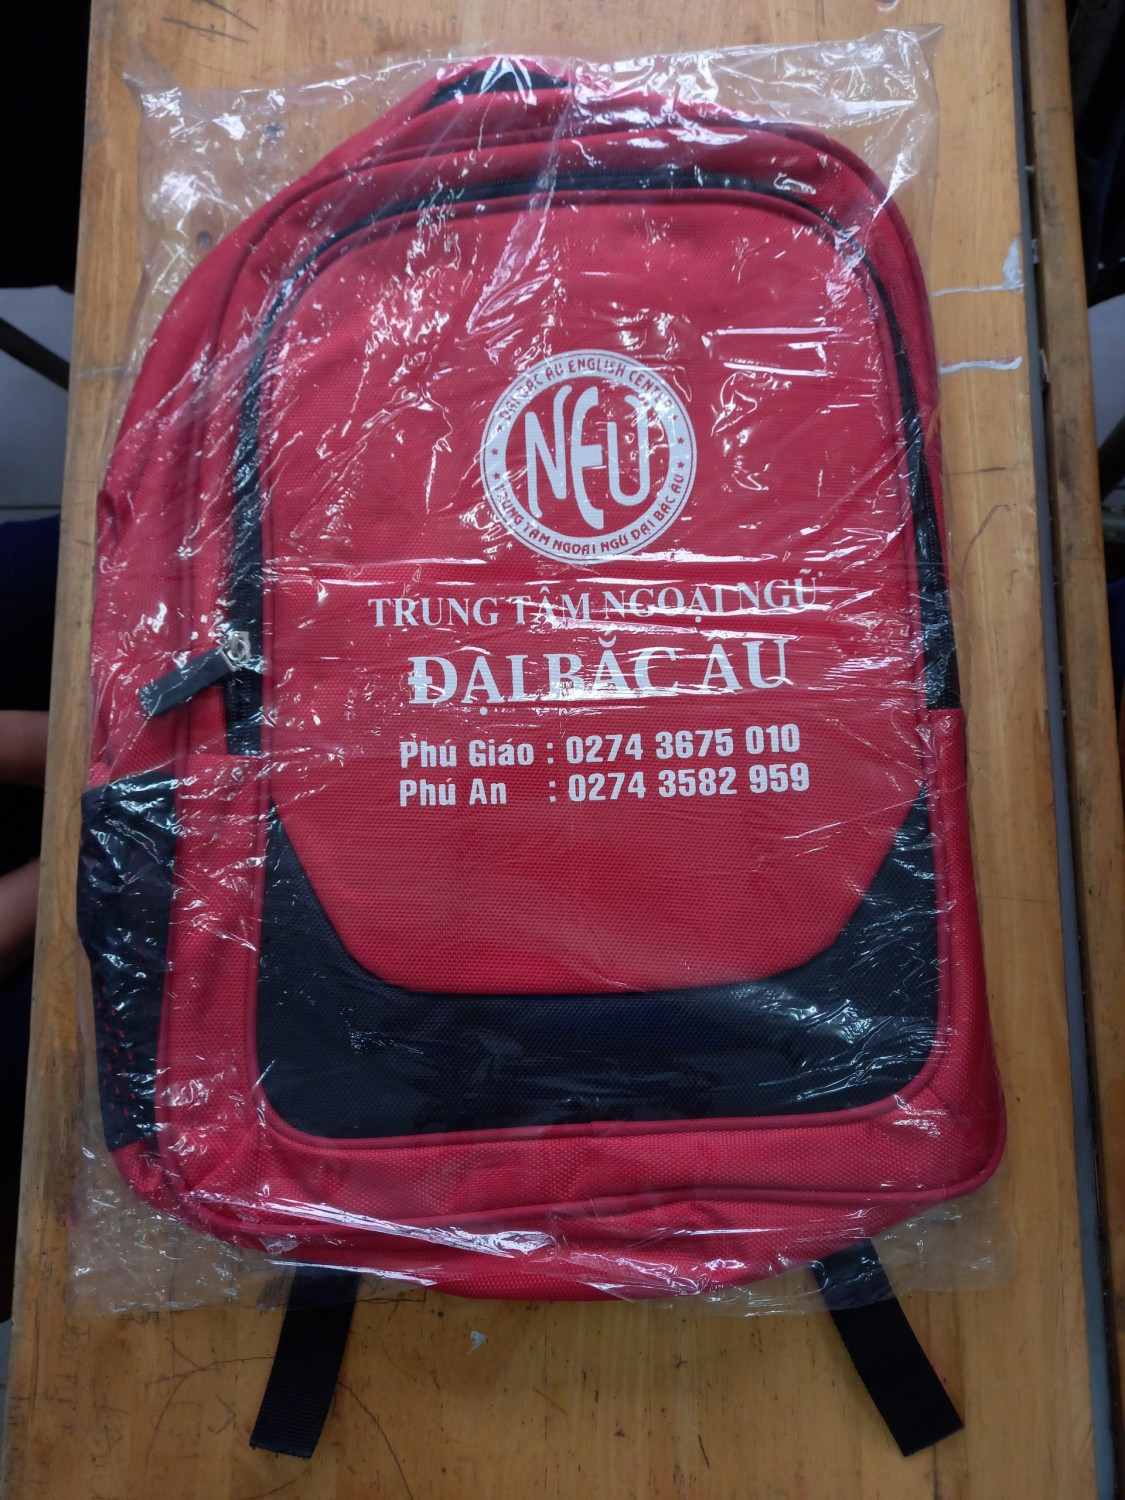 ĐẠI BẮC ÂU ENGLISH CENTER
NEU
TRUNG TÂM NGOẠI NGỮ ĐẠI BẮC ÂU
TRUNG TÂM NGOẠI NGỮ
ĐẠI BẮC ÂU
Phú Giáo : 0274 3675 010
Phú An : 0274 3582 959